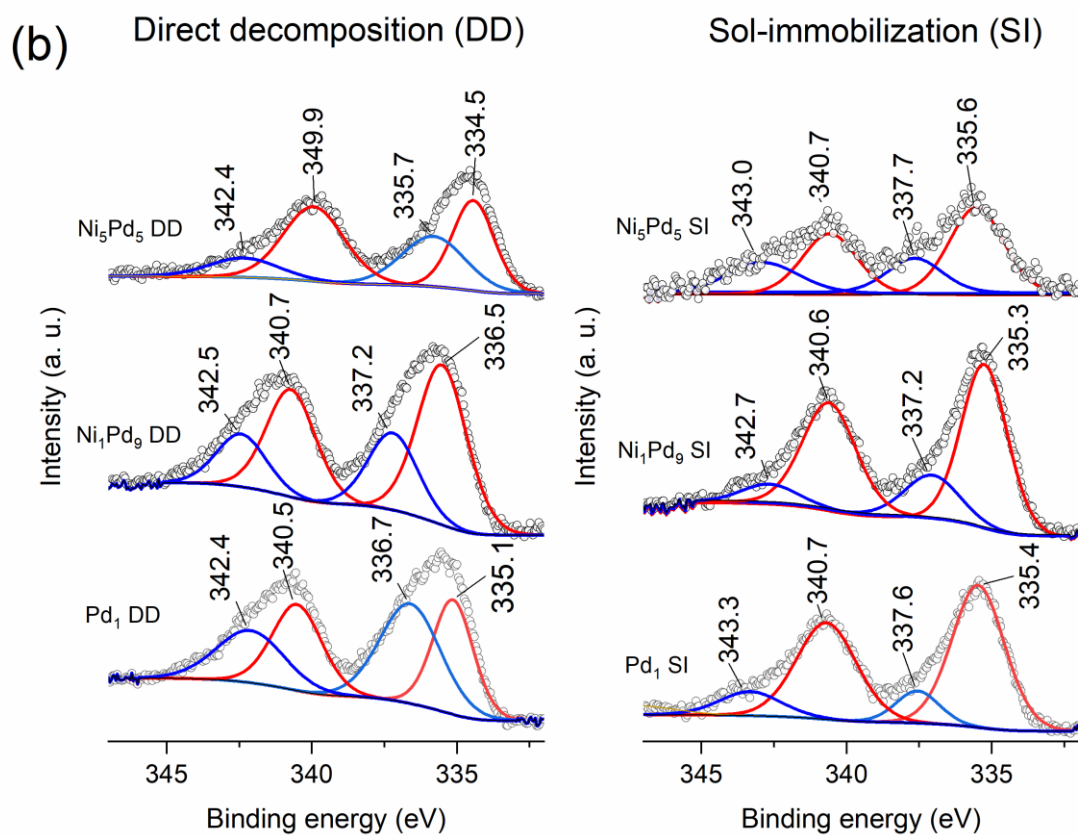 (b)
Direct decomposition (DD)
Sol-immobilization (SI)
Intensity (a. u.)
Ni₅Pd₅ DD
342.4
349.9
335.7
334.5
Ni₁Pd₉ DD
342.5
340.7
337.2
336.5
Pd₁ DD
342.4
340.5
336.7
335.1
345
340
335
Binding energy (eV)
Intensity (a. u.)
Ni₅Pd₅ SI
343.0
340.7
337.7
335.6
Ni₁Pd₉ SI
342.7
340.6
337.2
335.3
Pd₁ SI
343.3
340.7
337.6
335.4
345
340
335
Binding energy (eV)